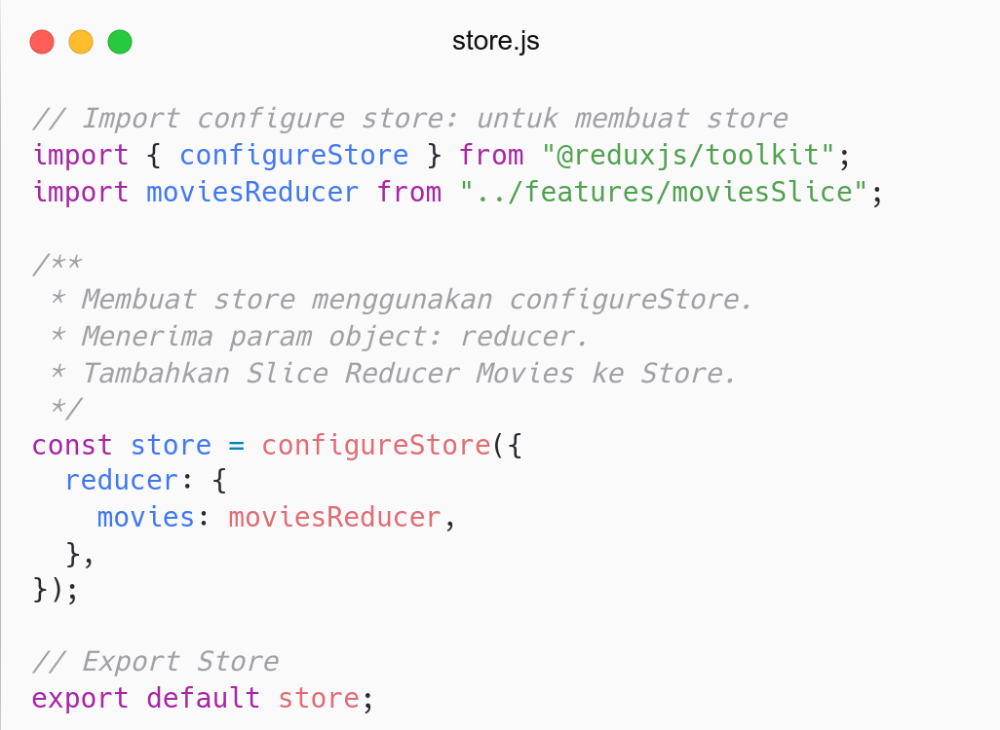 store.js
// Import configure store: untuk membuat store
import { configureStore } from "@reduxjs/toolkit";
import moviesReducer from "../features/moviesSlice";
/**
 * Membuat store menggunakan configureStore.
 * Menerima param object: reducer.
 * Tambahkan Slice Reducer Movies ke Store.
 */
const store = configureStore({
  reducer: {
    movies: moviesReducer,
  },
});
// Export Store
export default store;